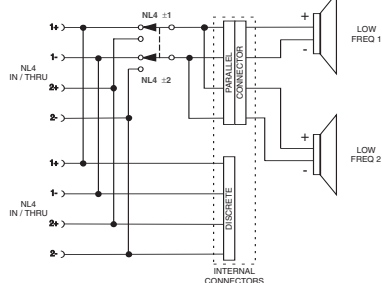 NL4 ±1
1+
1-
NL4
IN / THRU
NL4 ±2
2+
2-
PARALLEL
CONNECTOR
+
-
LOW
FREQ 1
+
-
LOW
FREQ 2
1+
1-
NL4
IN / THRU
2+
2-
DISCRETE
INTERNAL
CONNECTORS